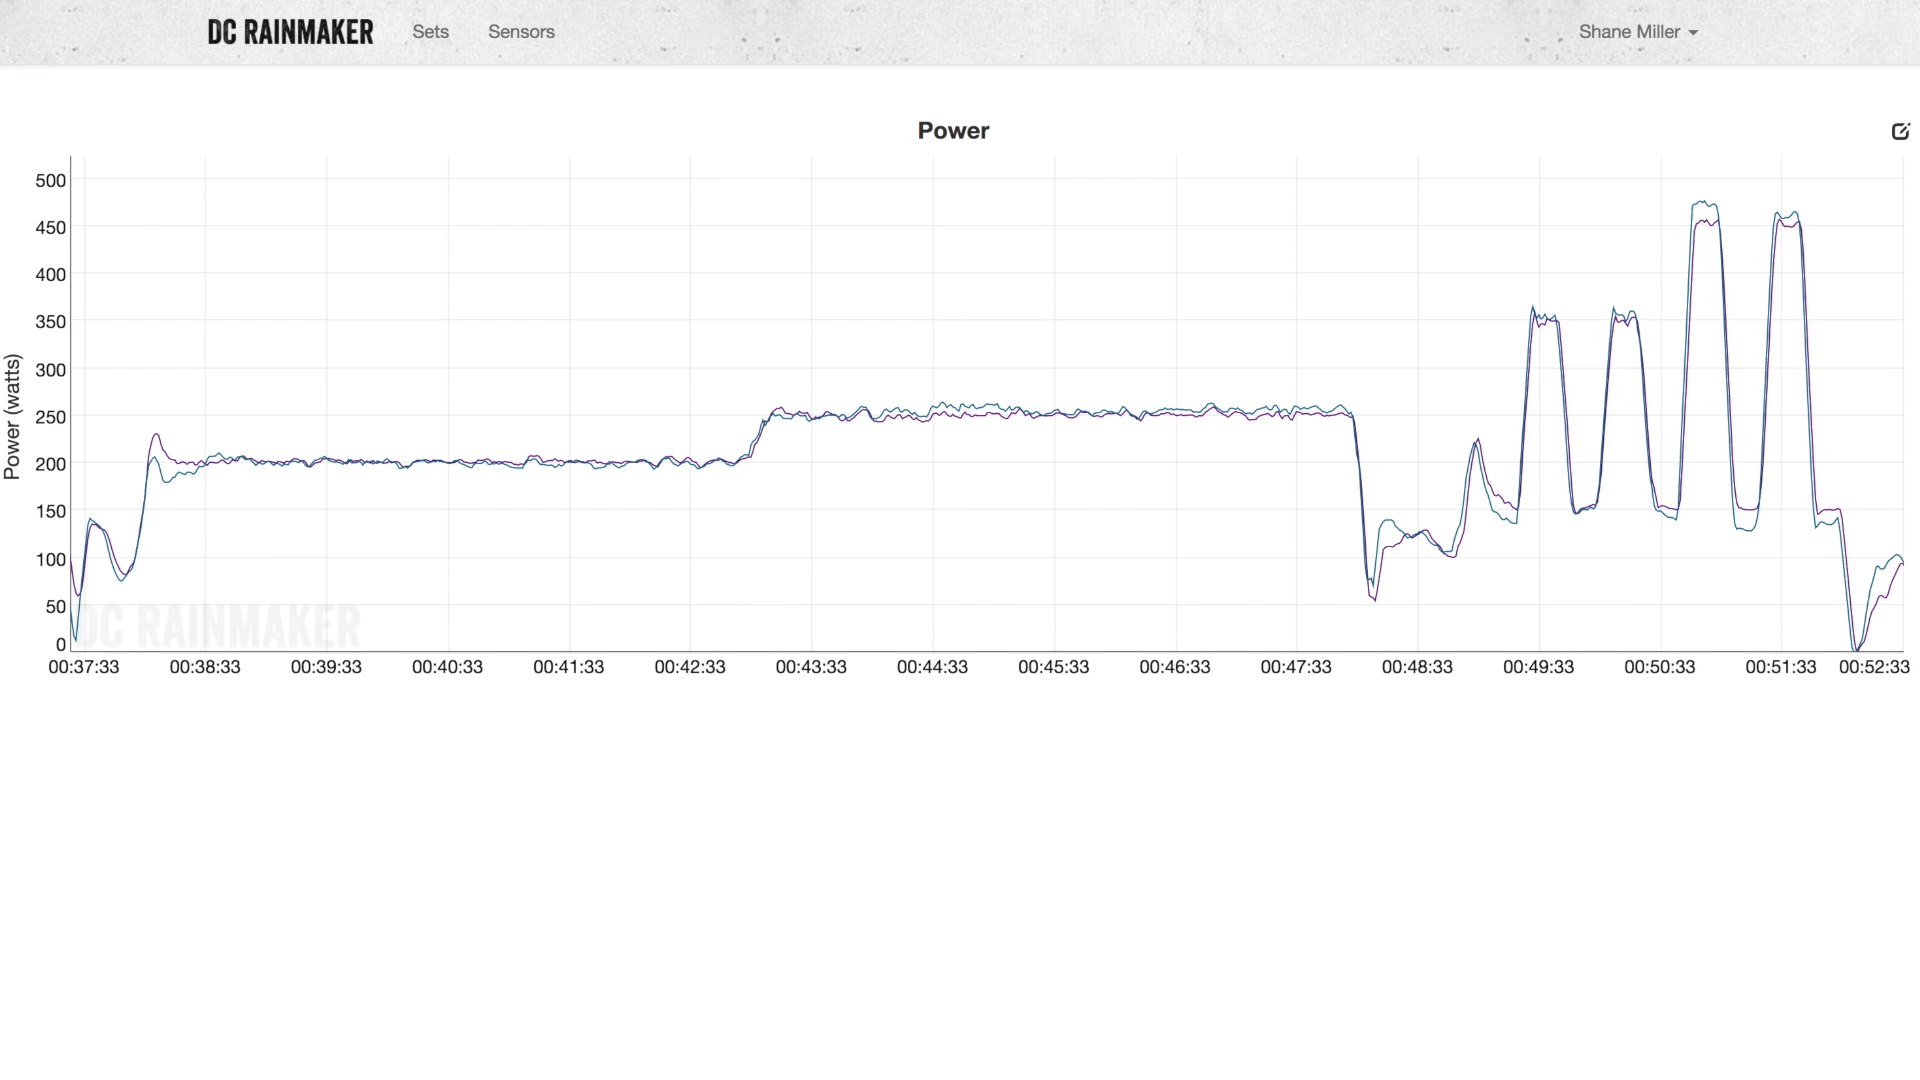 DC RAINMAKER Sets Sensors Shane Miller
Power
Power (watts)
500
450
400
350
300
250
200
150
100
50
0
DC RAINMAKER
00:37:33 00:38:33 00:39:33 00:40:33 00:41:33 00:42:33 00:43:33 00:44:33 00:45:33 00:46:33 00:47:33 00:48:33 00:49:33 00:50:33 00:51:33 00:52:33